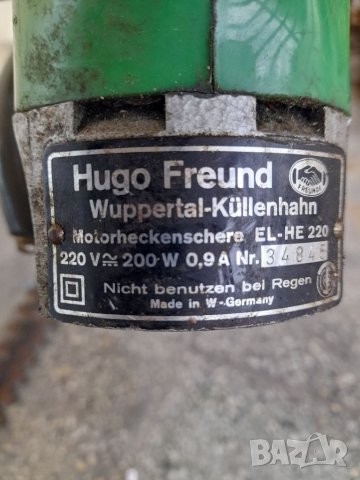 Hugo Freund
FREUNDE
Wuppertal-Küllenhahn
Motorheckenschere EL-HE 220
220 V≂ 200·W 0,9 A Nr. 34845
Nicht benutzen bei Regen
Made in W-Germany
BAZAR.bg